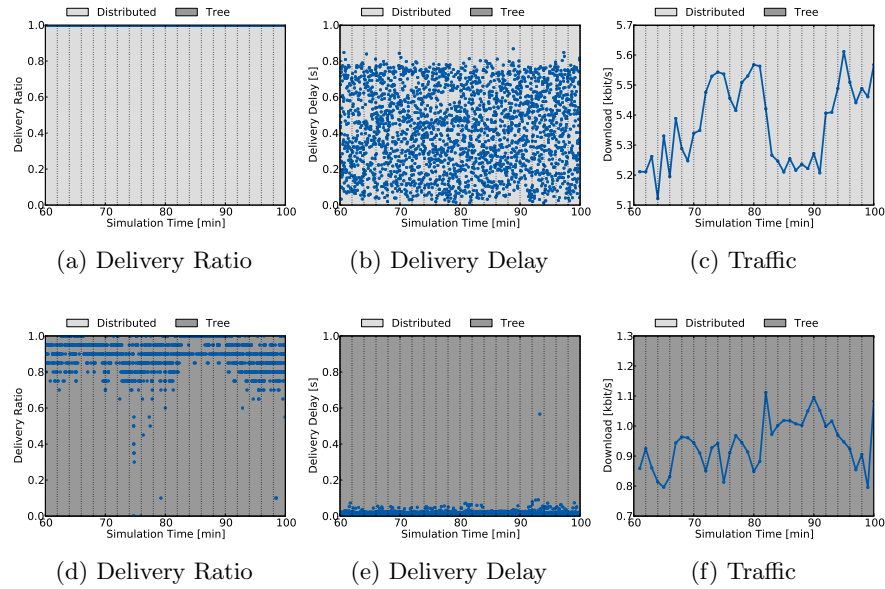 Distributed Tree
Distributed Tree
Distributed Tree
1.0
0.8
0.6
0.4
0.2
0.0
Delivery Ratio
60 70 80 90 100
Simulation Time [min]
1.0
0.8
0.6
0.4
0.2
0.0
Delivery Delay [s]
60 70 80 90 100
Simulation Time [min]
5.7
5.6
5.5
5.4
5.3
5.2
5.1
Download [kbit/s]
60 70 80 90 100
Simulation Time [min]
(a) Delivery Ratio
(b) Delivery Delay
(c) Traffic
Distributed Tree
Distributed Tree
Distributed Tree
1.0
0.8
0.6
0.4
0.2
0.0
Delivery Ratio
60 70 80 90 100
Simulation Time [min]
1.0
0.8
0.6
0.4
0.2
0.0
Delivery Delay [s]
60 70 80 90 100
Simulation Time [min]
1.3
1.2
1.1
1.0
0.9
0.8
0.7
Download [kbit/s]
60 70 80 90 100
Simulation Time [min]
(d) Delivery Ratio
(e) Delivery Delay
(f) Traffic